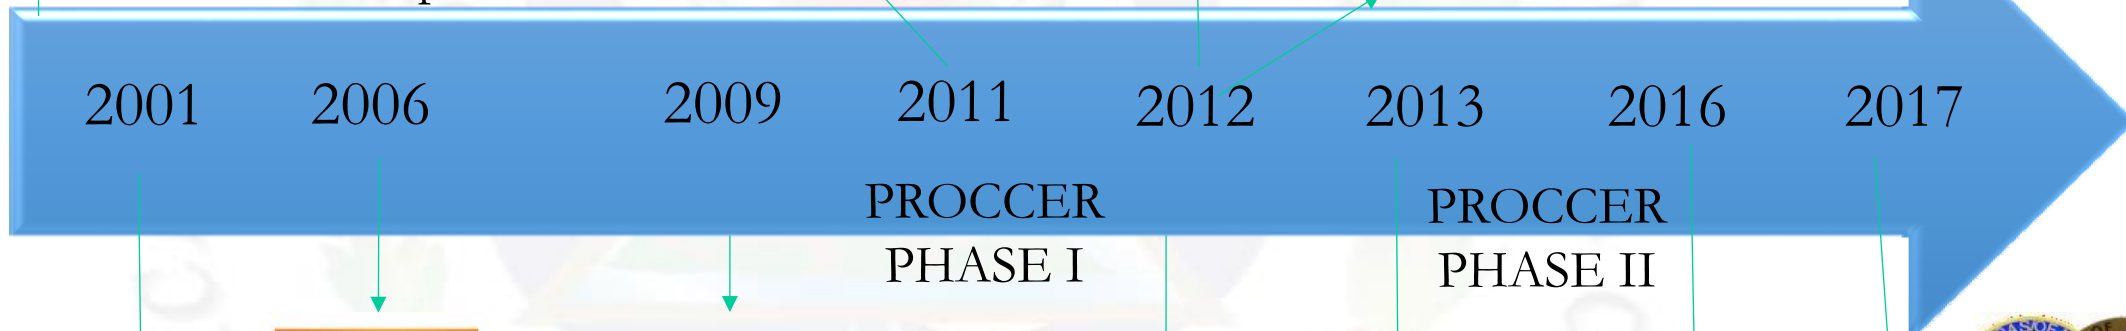 2001 2006 2009 2011 2012 2013 2016 2017
PROCCER PROCCER
PHASE I PHASE II